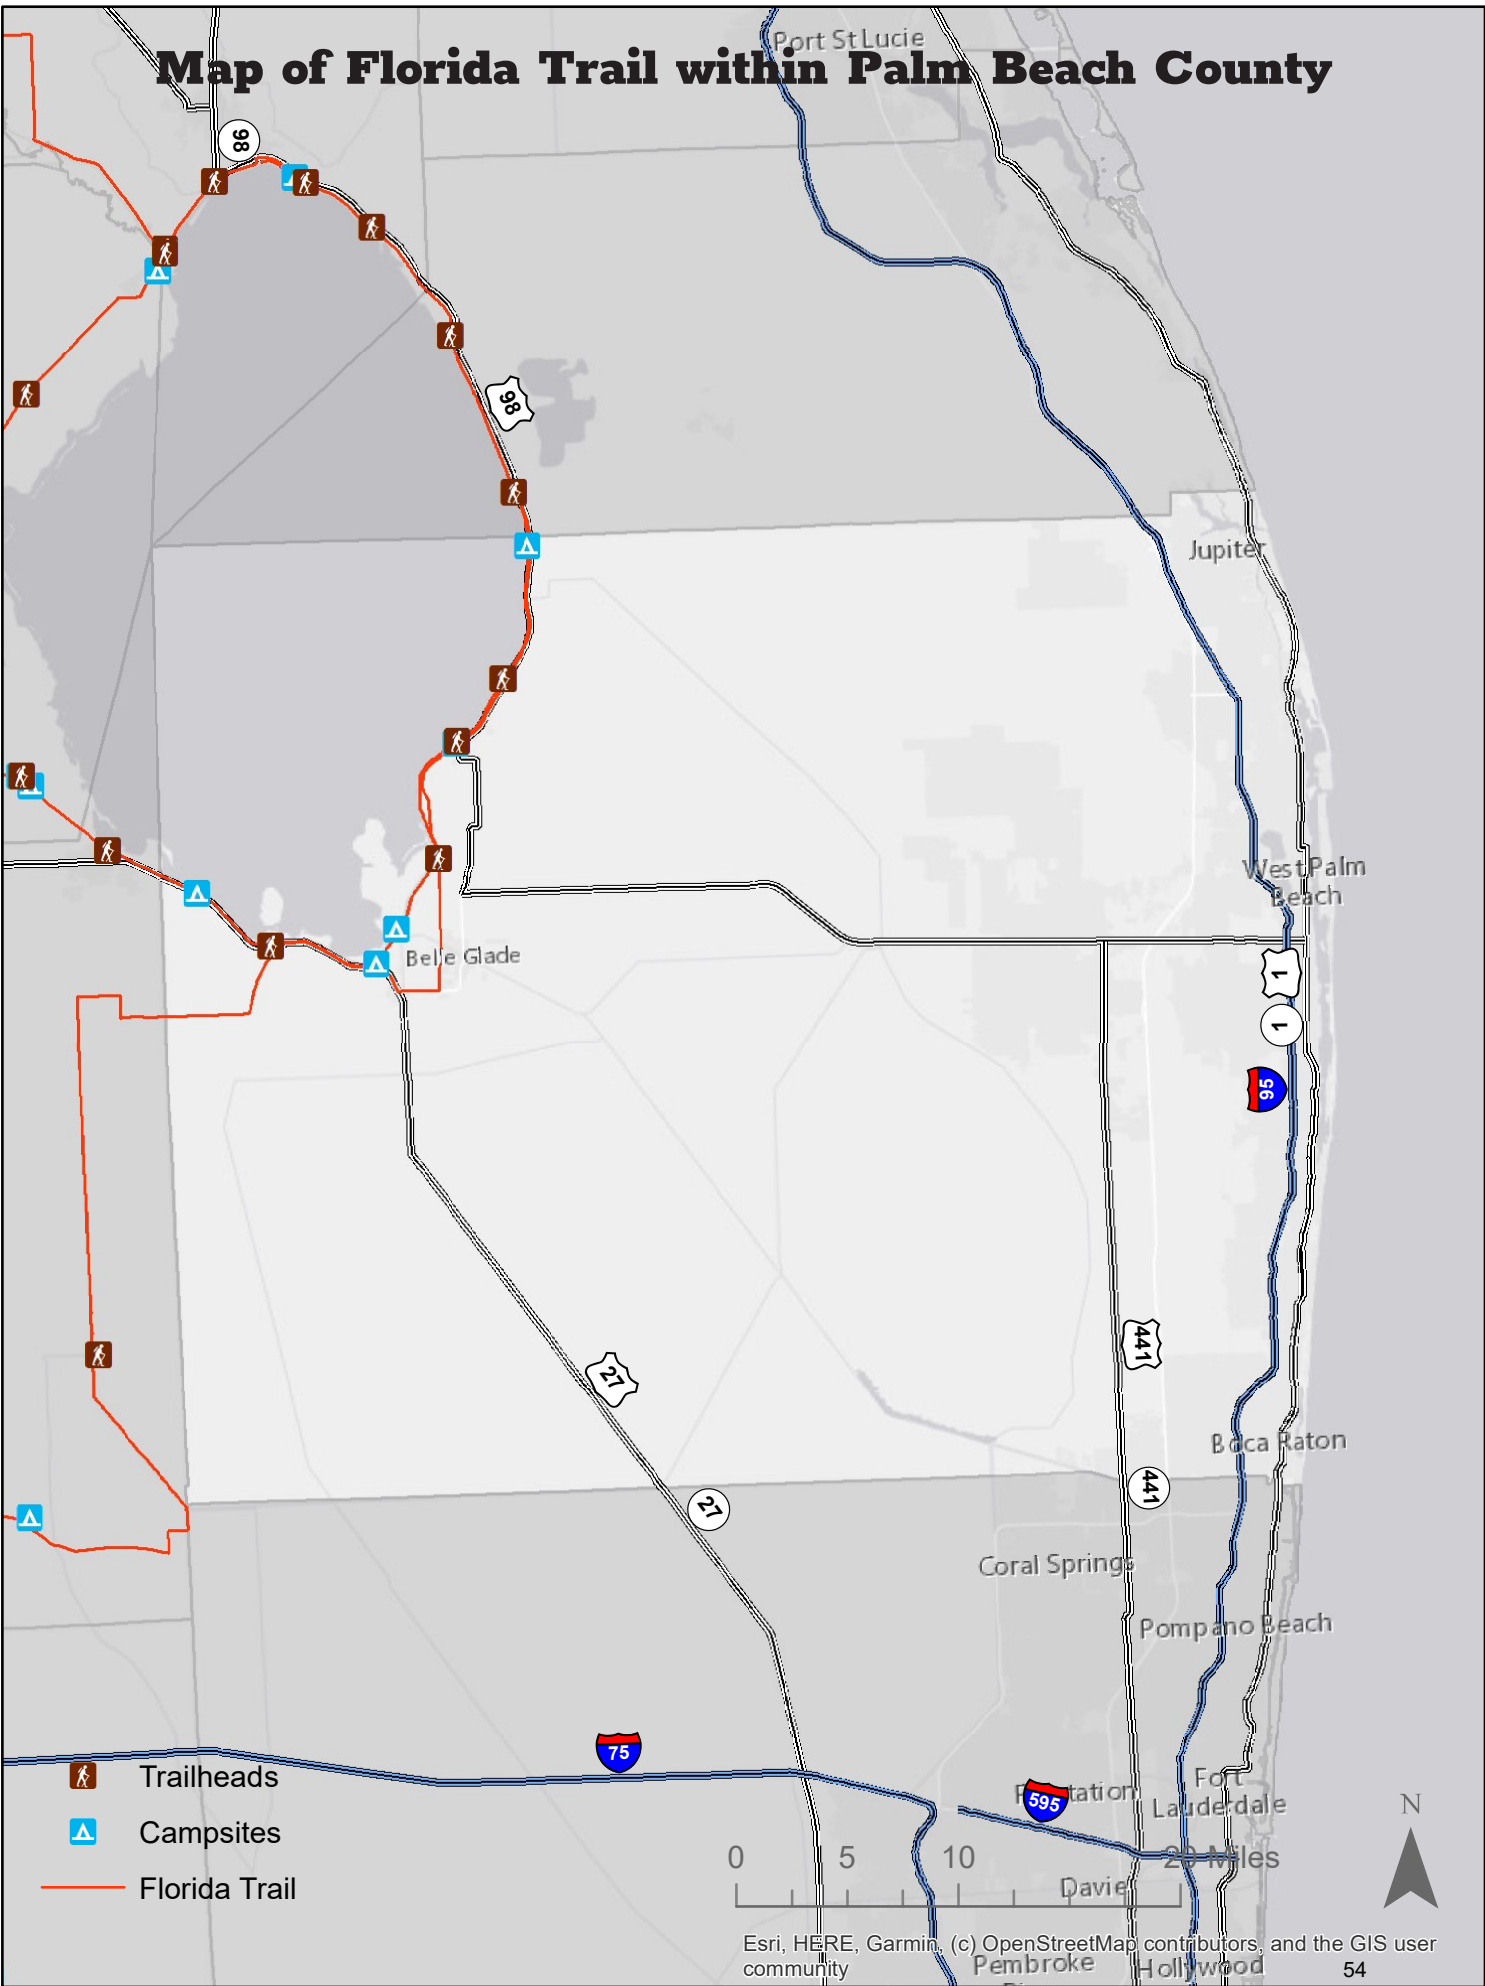 Port St Lucie
Map of Florida Trail within Palm Beach County
98
98
Jupiter
West Palm
Beach
Belle Glade
1
1
95
27
441
Boca Raton
441
27
Coral Springs
Pompano Beach
75
Trailheads
595
Fort
Lauderdale
N
Campsites
0 5 10 20 Miles
Florida Trail
Davie
Esri, HERE, Garmin, (c) OpenStreetMap contributors, and the GIS user
community
Pembroke
Hollywood
54